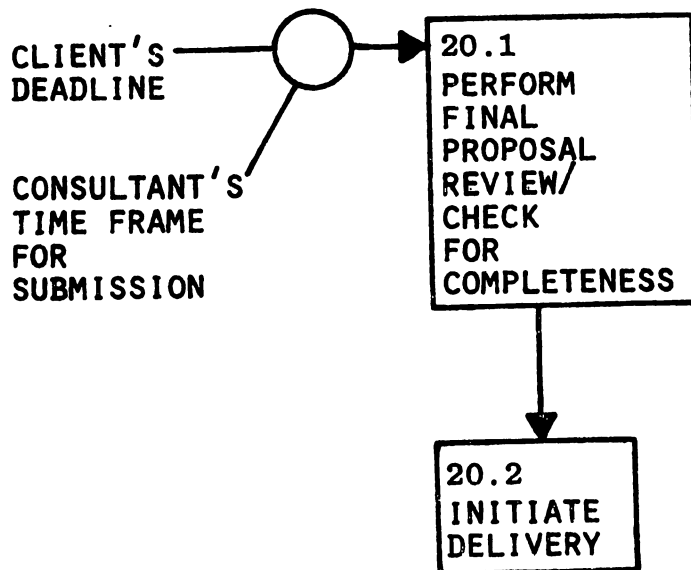 CLIENT'S
DEADLINE
CONSULTANT'S
TIME FRAME
FOR
SUBMISSION
20.1
PERFORM
FINAL
PROPOSAL
REVIEW/
CHECK
FOR
COMPLETENESS
20.2
INITIATE
DELIVERY